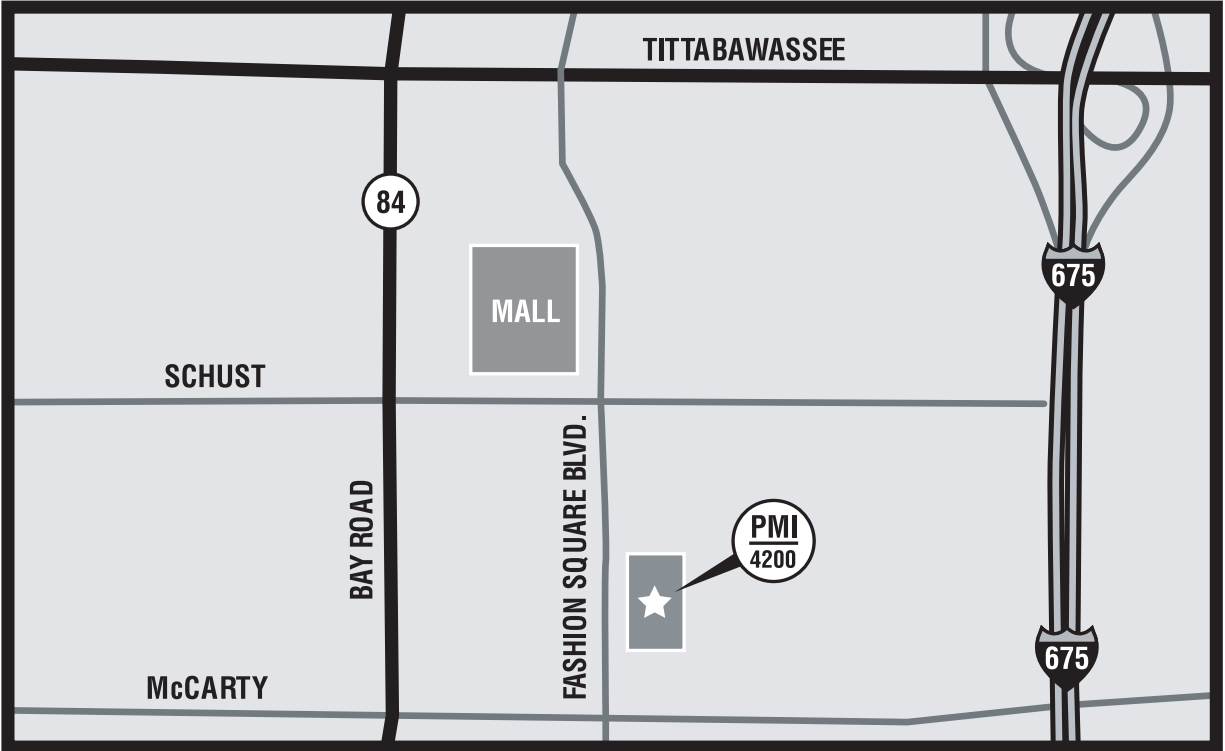 TITTABAWASSEE
84
675
MALL
SCHUST
FASHION SQUARE BLVD.
BAY ROAD
PMI
4200
675
McCARTY